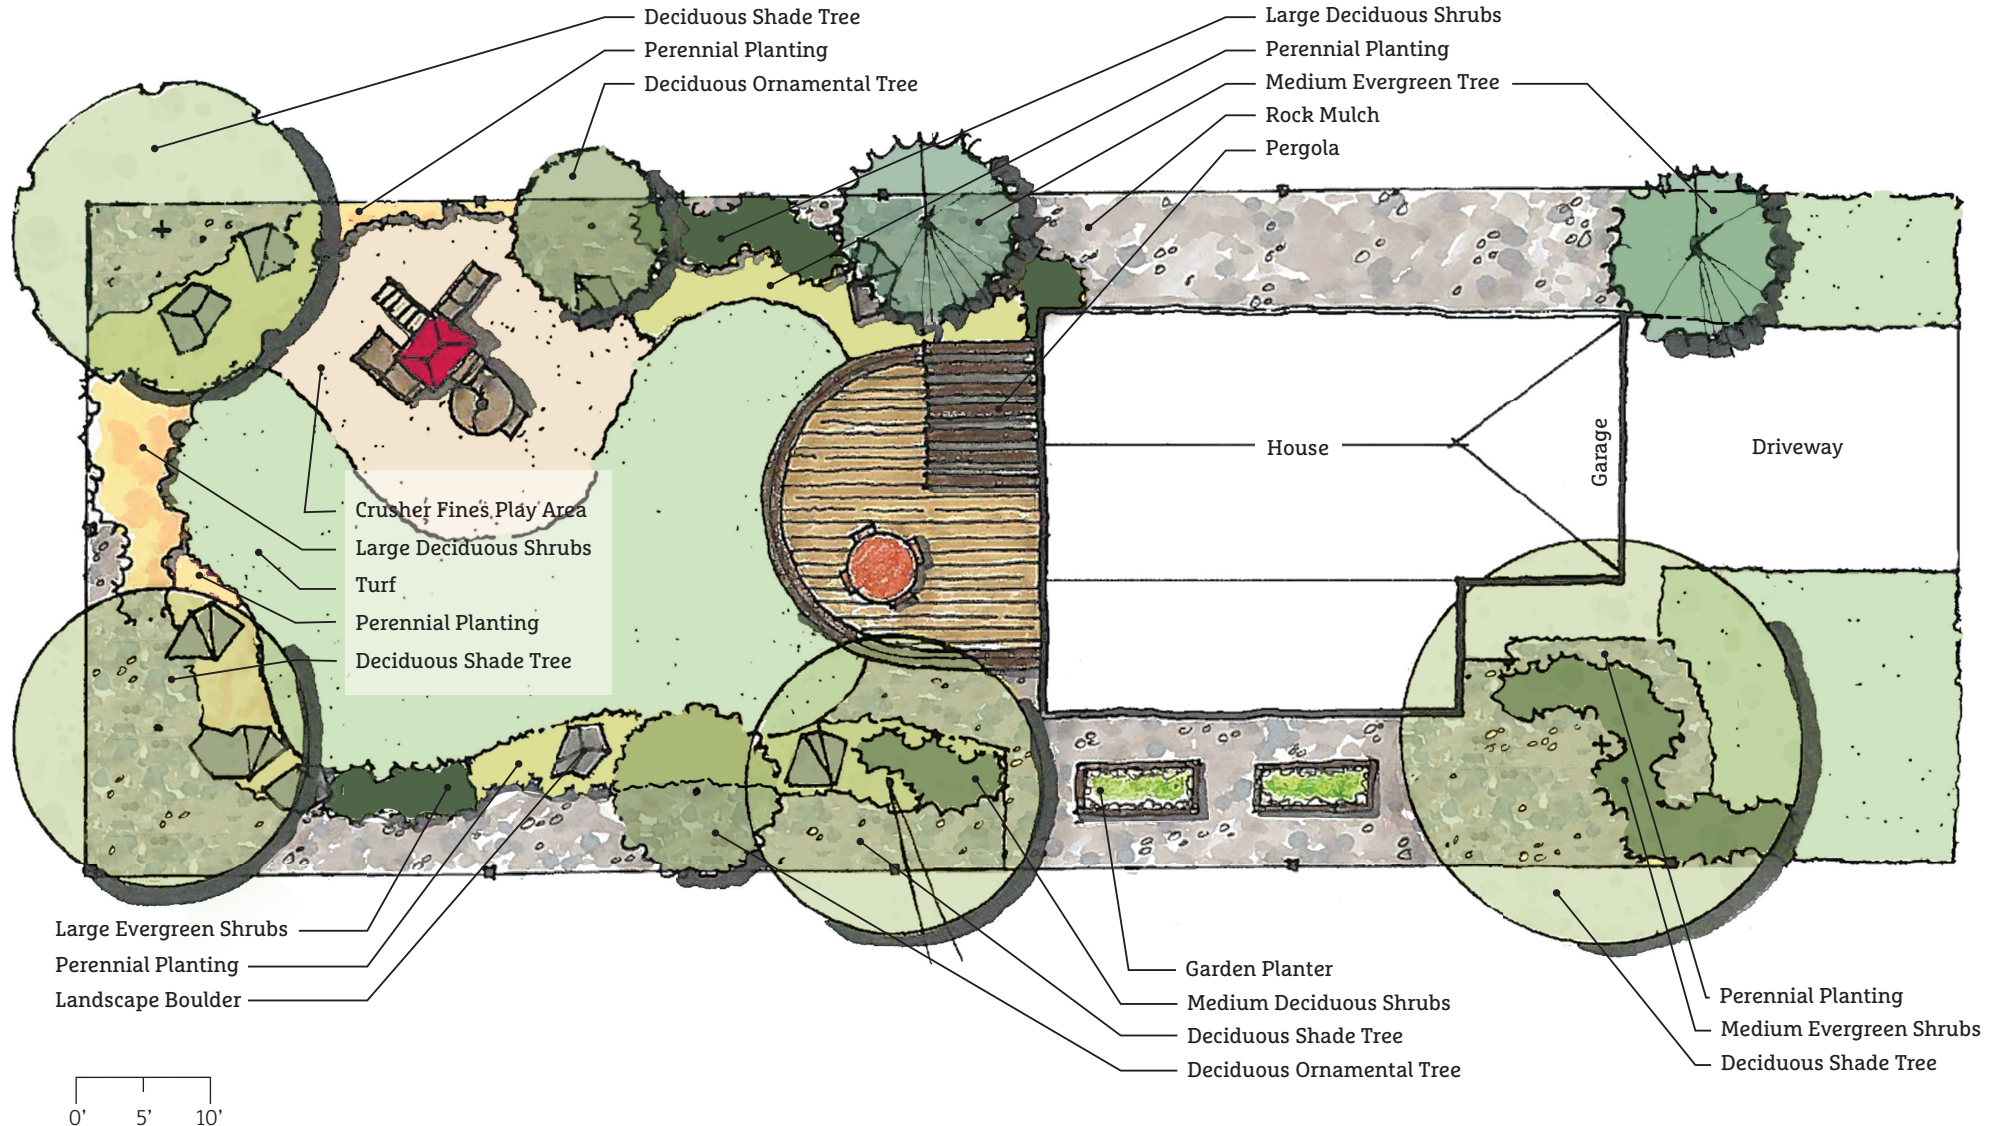 Deciduous Shade Tree
Perennial Planting
Deciduous Ornamental Tree
Large Deciduous Shrubs
Perennial Planting
Medium Evergreen Tree
Rock Mulch
Pergola
House
Garage
Driveway
Crusher Fines Play Area
Large Deciduous Shrubs
Turf
Perennial Planting
Deciduous Shade Tree
Large Evergreen Shrubs
Perennial Planting
Landscape Boulder
Garden Planter
Medium Deciduous Shrubs
Deciduous Shade Tree
Deciduous Ornamental Tree
Perennial Planting
Medium Evergreen Shrubs
Deciduous Shade Tree
0’ 5’ 10’